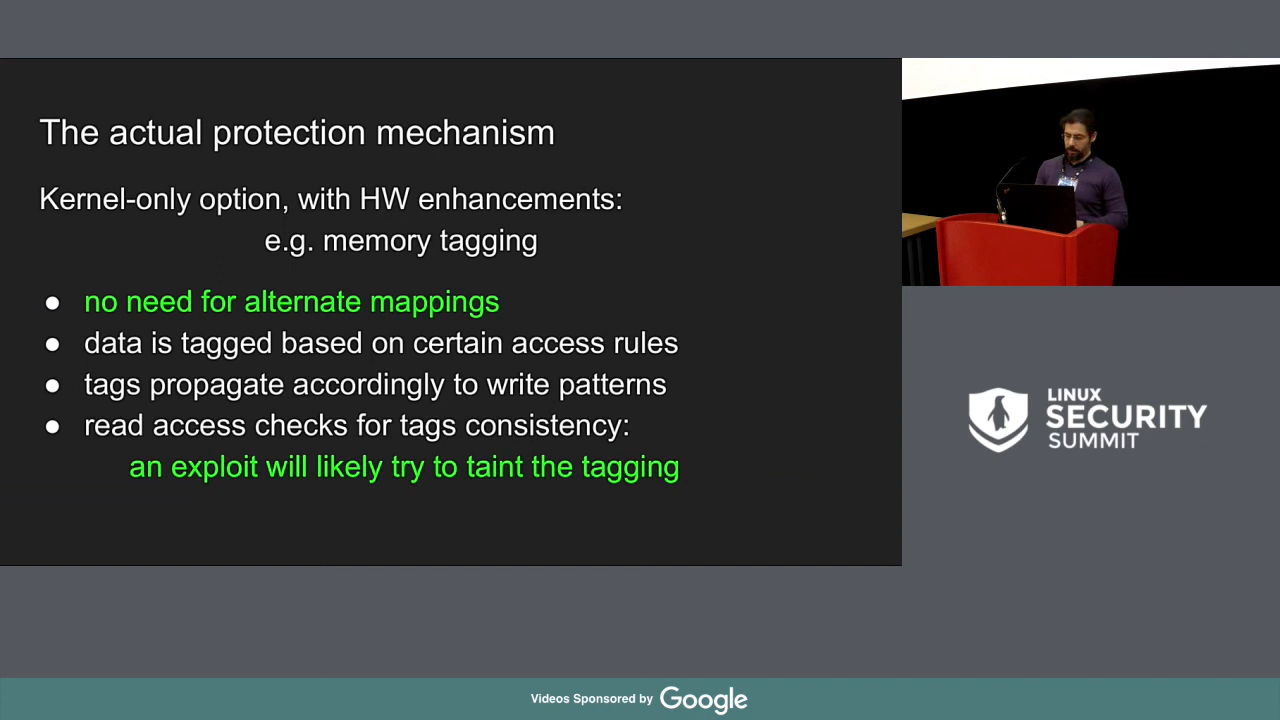 The actual protection mechanism
Kernel-only option, with HW enhancements:
e.g. memory tagging
● no need for alternate mappings
● data is tagged based on certain access rules
● tags propagate accordingly to write patterns
● read access checks for tags consistency:
an exploit will likely try to taint the tagging
LINUX
SECURITY
SUMMIT
Videos Sponsored by Google